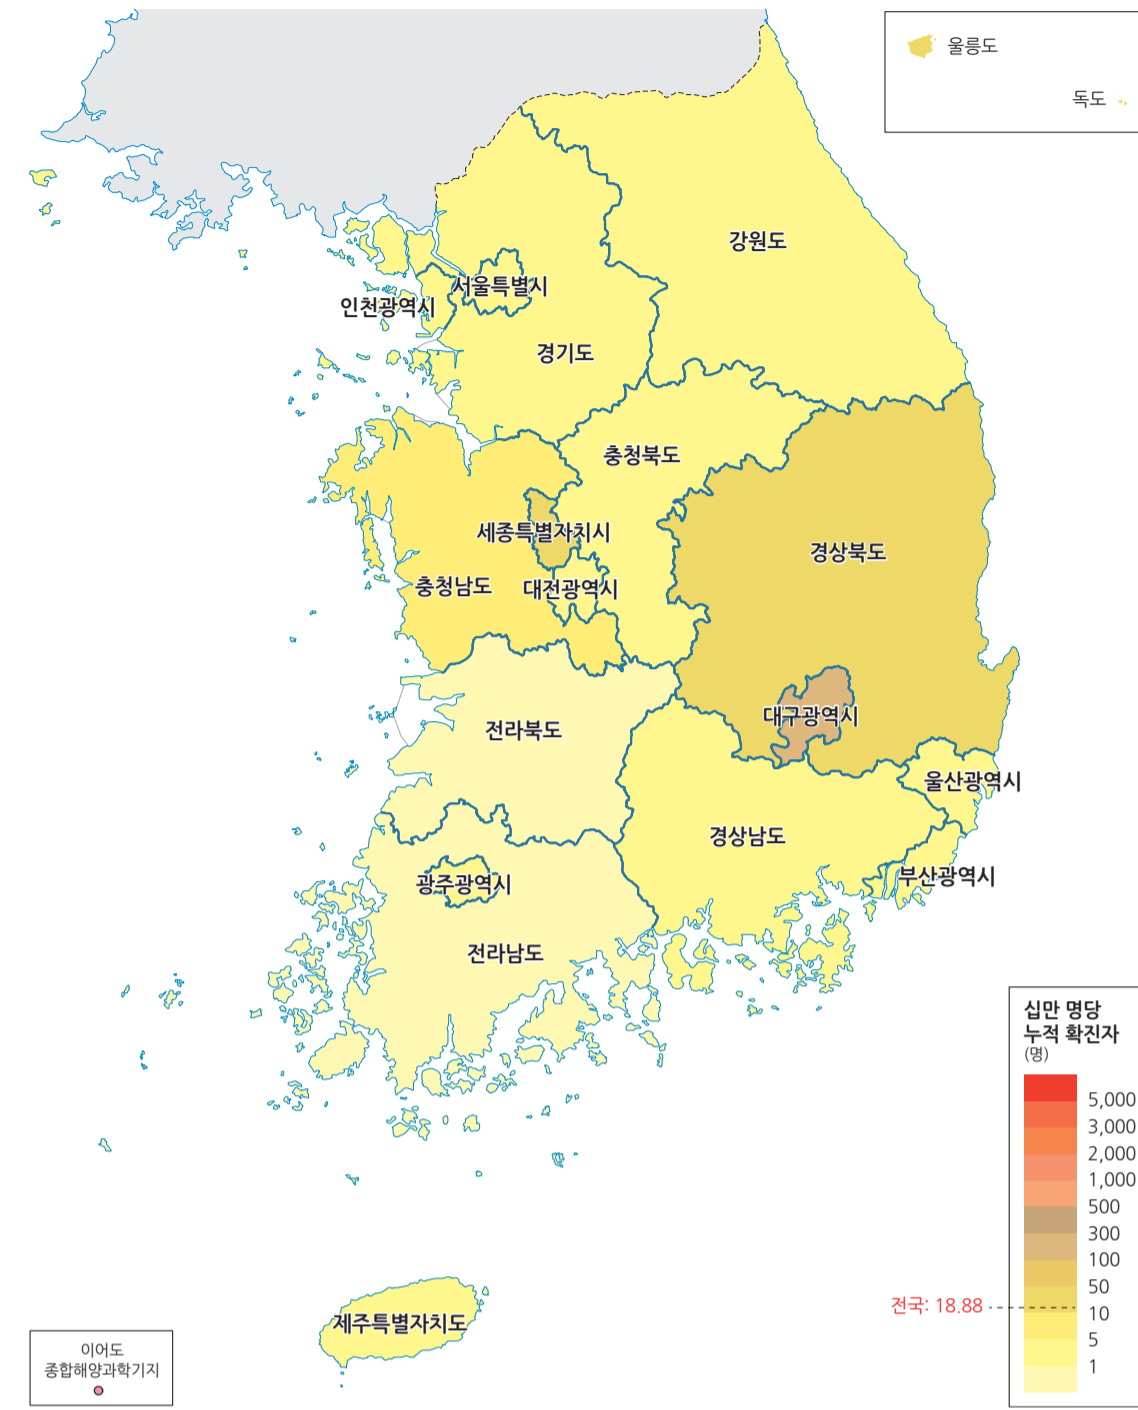 울릉도
독도
강원도
서울특별시
인천광역시
경기도
충청북도
세종특별자치시
경상북도
충청남도
대전광역시
대구광역시
전라북도
울산광역시
경상남도
부산광역시
광주광역시
전라남도
제주특별자치도
이어도
종합해양과학기지
십만 명당
누적 확진자
(명)
5,000
3,000
2,000
1,000
500
300
100
50
전국: 18.88
10
5
1